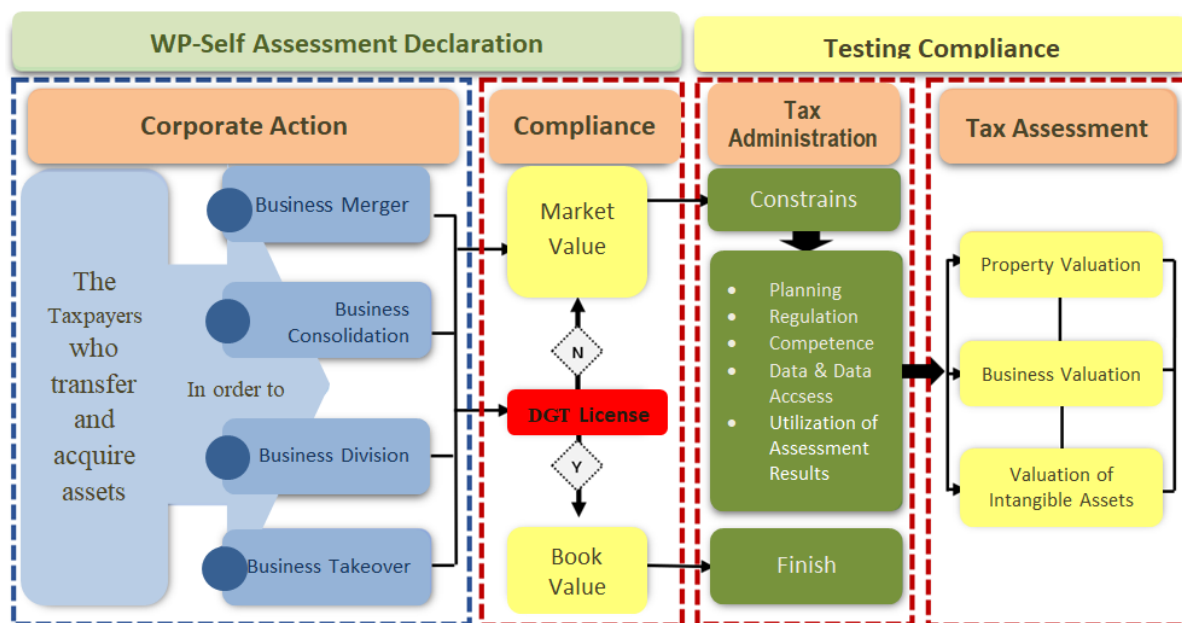 WP-Self Assessment Declaration
Testing Compliance
Corporate Action
Compliance
Tax
Administration
Tax Assessment
The
Taxpayers
who
transfer
and
acquire
assets
In order to
Business Merger
Business
Consolidation
Business Division
Business Takeover
Market
Value
N
DGT License
Y
Book
Value
Constrains
• Planning
• Regulation
• Competence
• Data & Data
Accsess
• Utilization of
Assessment
Results
Finish
Property Valuation
Business Valuation
Valuation of
Intangible Assets